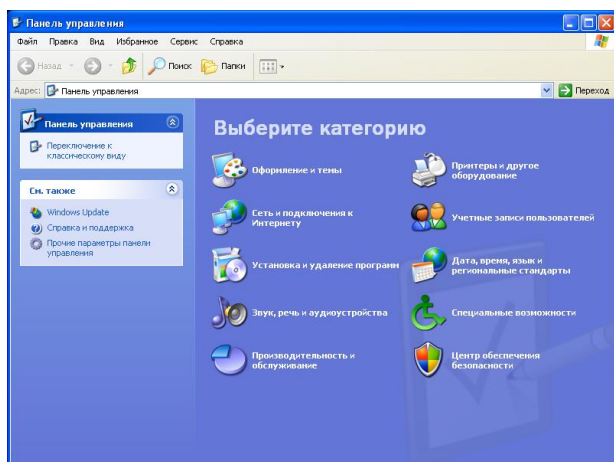 Панель управления
Файл Правка Вид Избранное Сервис Справка
Назад Поиск Папки
Адрес: Панель управления Переход
Панель управления
Переключение к
классическому виду
См. также
Windows Update
Справка и поддержка
Прочие параметры панели
управления
Выберите категорию
Оформление и темы
Принтеры и другое
оборудование
Сеть и подключения к
Интернету
Учетные записи пользователей
Установка и удаление программ
Дата, время, язык и
региональные стандарты
Звук, речь и аудиоустройства
Специальные возможности
Производительность и
обслуживание
Центр обеспечения
безопасности